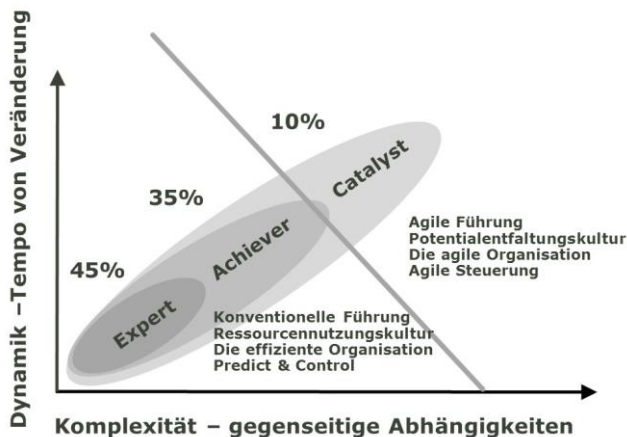 Dynamik –Tempo von Veränderung
10%
Catalyst
35%
Achiever
45%
Expert
Agile Führung
Potentialentfaltungskultur
Die agile Organisation
Agile Steuerung
Konventionelle Führung
Ressourcennutzungskultur
Die effiziente Organisation
Predict & Control
Komplexität – gegenseitige Abhängigkeiten